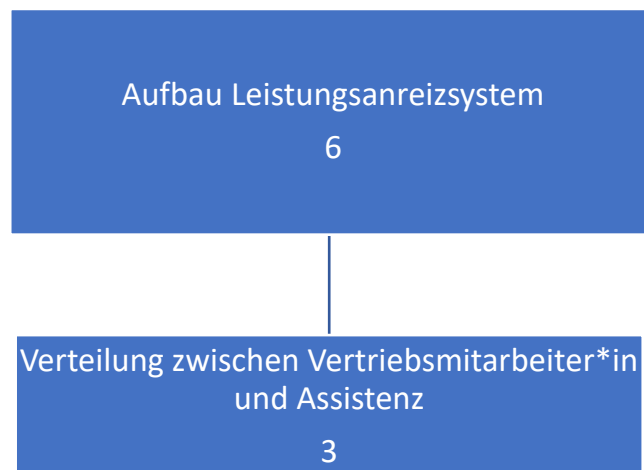 Aufbau Leistungsanreizsystem
6
Verteilung zwischen Vertriebsmitarbeiter*in
und Assistenz
3